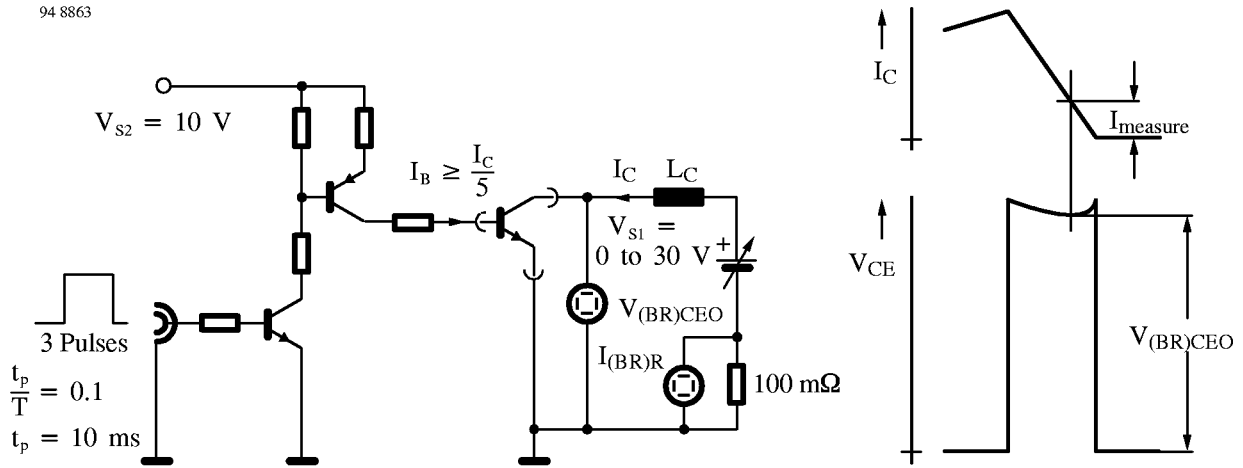 94 8863
V_S2 = 10 V
I_B ≥ I_C/5
I_C
L_C
V_S1 =
0 to 30 V
+
V_(BR)CEO
I_(BR)R
100 mΩ
3 Pulses
t_p/T = 0.1
t_p = 10 ms
I_C
I_measure
V_CE
V_(BR)CEO